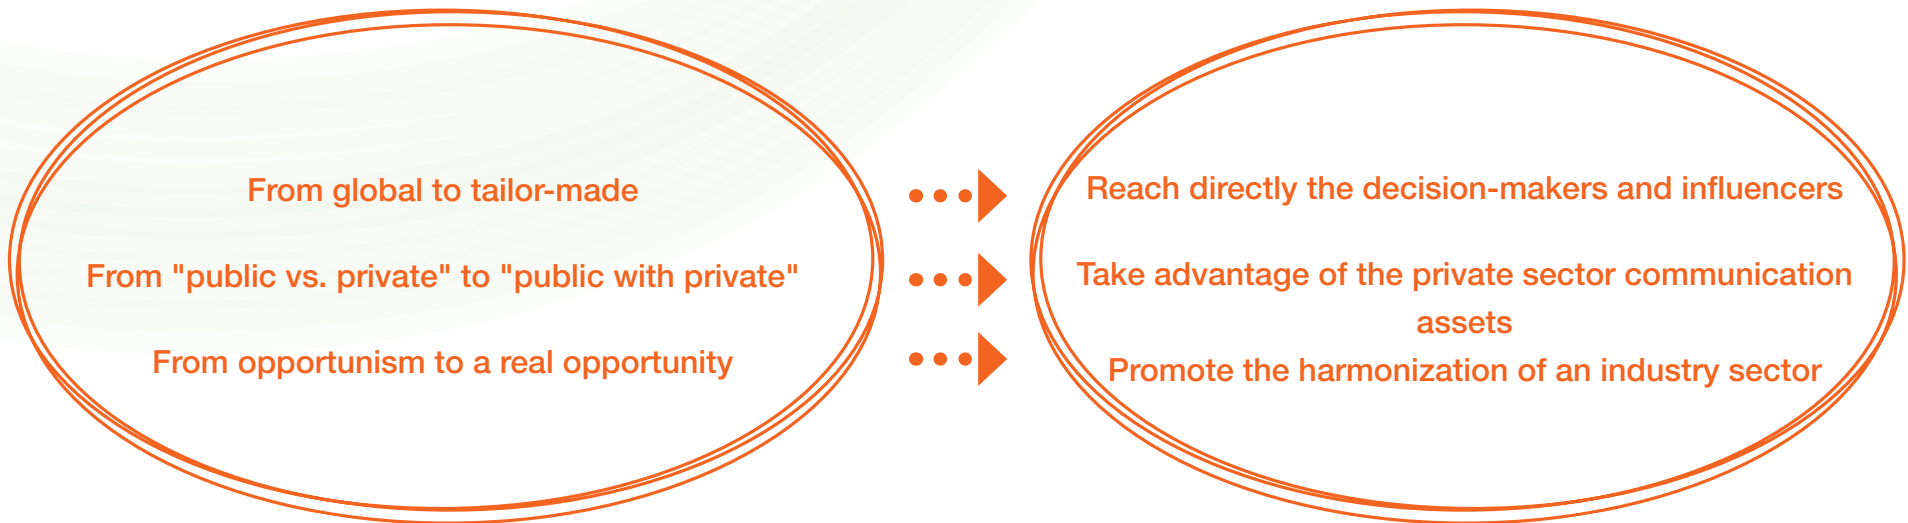 From global to tailor-made
From "public vs. private" to "public with private"
From opportunism to a real opportunity
Reach directly the decision-makers and influencers
Take advantage of the private sector communication
assets
Promote the harmonization of an industry sector